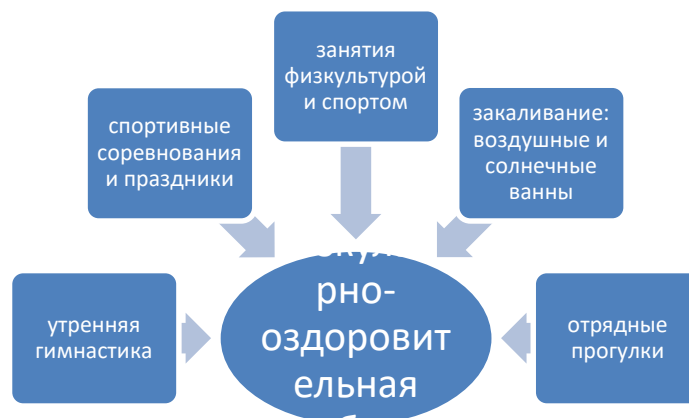 занятия
физкультурой
и спортом
спортивные
соревнования
и праздники
закаливание:
воздушные и
солнечные
ванны
утренняя
гимнастика
рно-
оздоровит
ельная
отрядные
прогулки